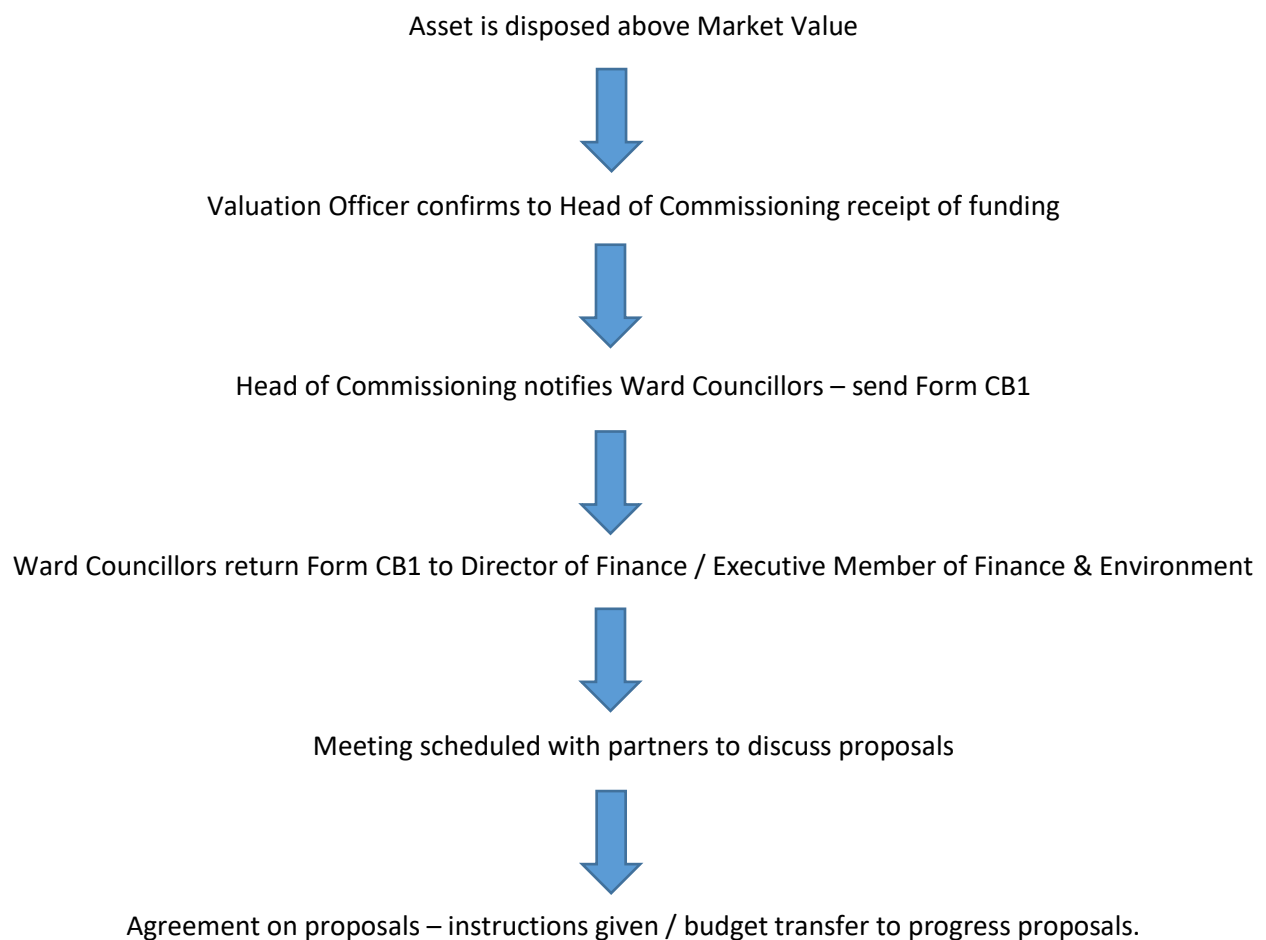 Asset is disposed above Market Value
Valuation Officer confirms to Head of Commissioning receipt of funding
Head of Commissioning notifies Ward Councillors – send Form CB1
Ward Councillors return Form CB1 to Director of Finance / Executive Member of Finance & Environment
Meeting scheduled with partners to discuss proposals
Agreement on proposals – instructions given / budget transfer to progress proposals.